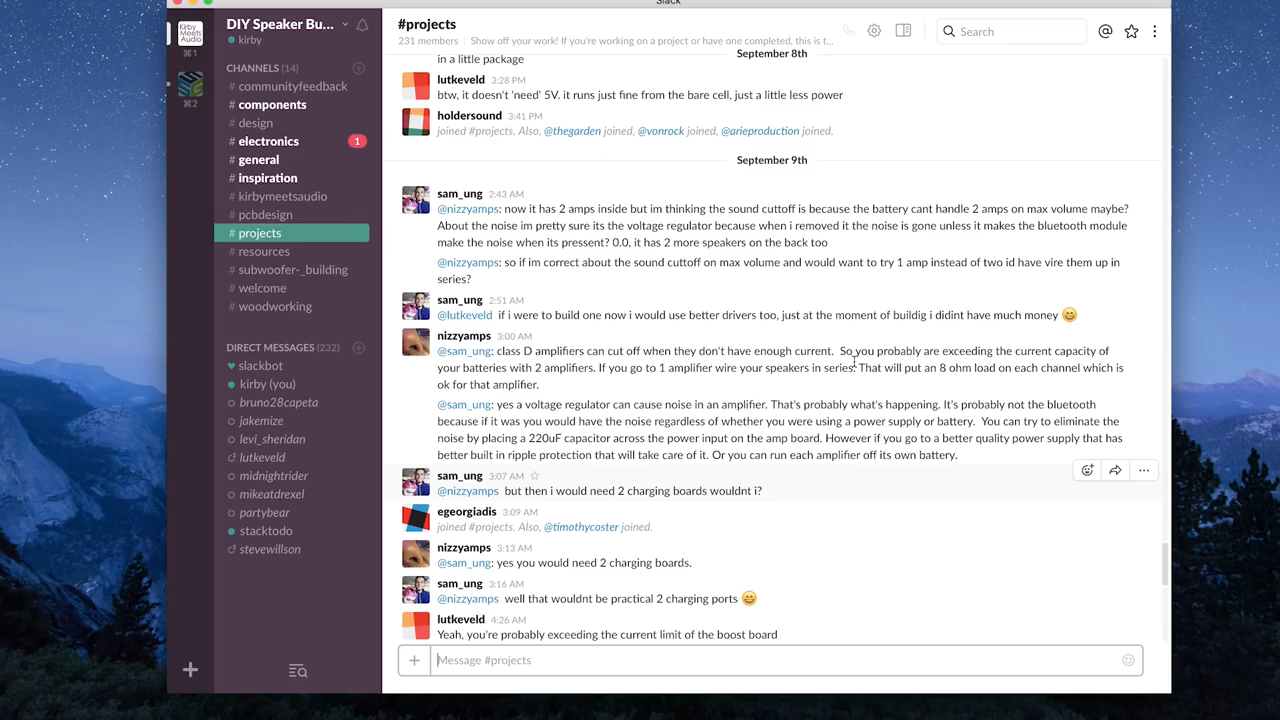 Slack
Kirby
Meets
Audio
⌘1
⌘2
DIY Speaker Bu...
kirby
CHANNELS (14)
# communityfeedback
# components
# design
# electronics 1
# general
# inspiration
# kirbymeetsaudio
# pcbdesign
# projects
# resources
# subwoofer-_building
# welcome
# woodworking
DIRECT MESSAGES (232)
slackbot
kirby (you)
bruno28capeta
jakemize
levi_sheridan
lutkeveld
midnightrider
mikeatdrexel
partybear
stacktodo
stevewillson
#projects
231 members | Show off your work! If you're working on a project or have one completed, this is t...
Search
September 8th
in a little package
lutkeveld 3:28 PM
btw, it doesn't 'need' 5V. it runs just fine from the bare cell, just a little less power
holdersound 3:41 PM
joined #projects. Also, @thegarden joined, @vonrock joined, @arieproduction joined.
September 9th
sam_ung 2:43 AM
@nizzyamps: now it has 2 amps inside but im thinking the sound cuttoff is because the battery cant handle 2 amps on max volume maybe?
About the noise im pretty sure its the voltage regulator because when i removed it the noise is gone unless it makes the bluetooth module
make the noise when its pressent? 0.0, it has 2 more speakers on the back too
@nizzyamps: so if im correct about the sound cuttoff on max volume and would want to try 1 amp instead of two id have vire them up in
series?
sam_ung 2:51 AM
@lutkeveld if i were to build one now i would use better drivers too, just at the moment of buildig i didint have much money
nizzyamps 3:00 AM
@sam_ung: class D amplifiers can cut off when they don't have enough current. So you probably are exceeding the current capacity of
your batteries with 2 amplifiers. If you go to 1 amplifier wire your speakers in series. That will put an 8 ohm load on each channel which is
ok for that amplifier.
@sam_ung: yes a voltage regulator can cause noise in an amplifier. That's probably what's happening. It's probably not the bluetooth
because if it was you would have the noise regardless of whether you were using a power supply or battery. You can try to eliminate the
noise by placing a 220uF capacitor across the power input on the amp board. However if you go to a better quality power supply that has
better built in ripple protection that will take care of it. Or you can run each amplifier off its own battery.
sam_ung 3:07 AM
@nizzyamps but then i would need 2 charging boards wouldnt i?
egeorgiadis 3:09 AM
joined #projects. Also, @timothycoster joined.
nizzyamps 3:13 AM
@sam_ung: yes you would need 2 charging boards.
sam_ung 3:16 AM
@nizzyamps well that wouldnt be practical 2 charging ports
lutkeveld 4:26 AM
Yeah, you're probably exceeding the current limit of the boost board
Message #projects